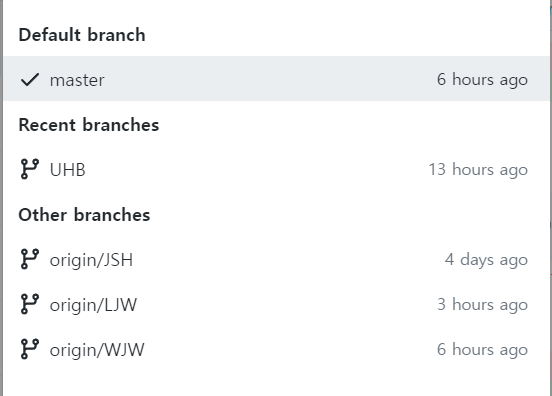 Default branch
master 6 hours ago
Recent branches
UHB 13 hours ago
Other branches
origin/JSH 4 days ago
origin/LJW 3 hours ago
origin/WJW 6 hours ago